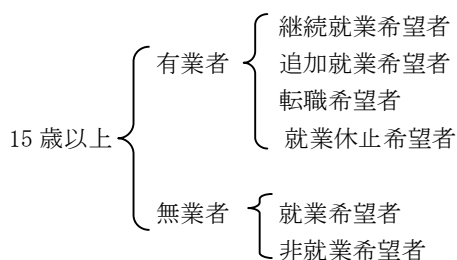 継続就業希望者
有業者
追加就業希望者
転職希望者
15 歳以上
就業休止希望者
無業者
就業希望者
非就業希望者